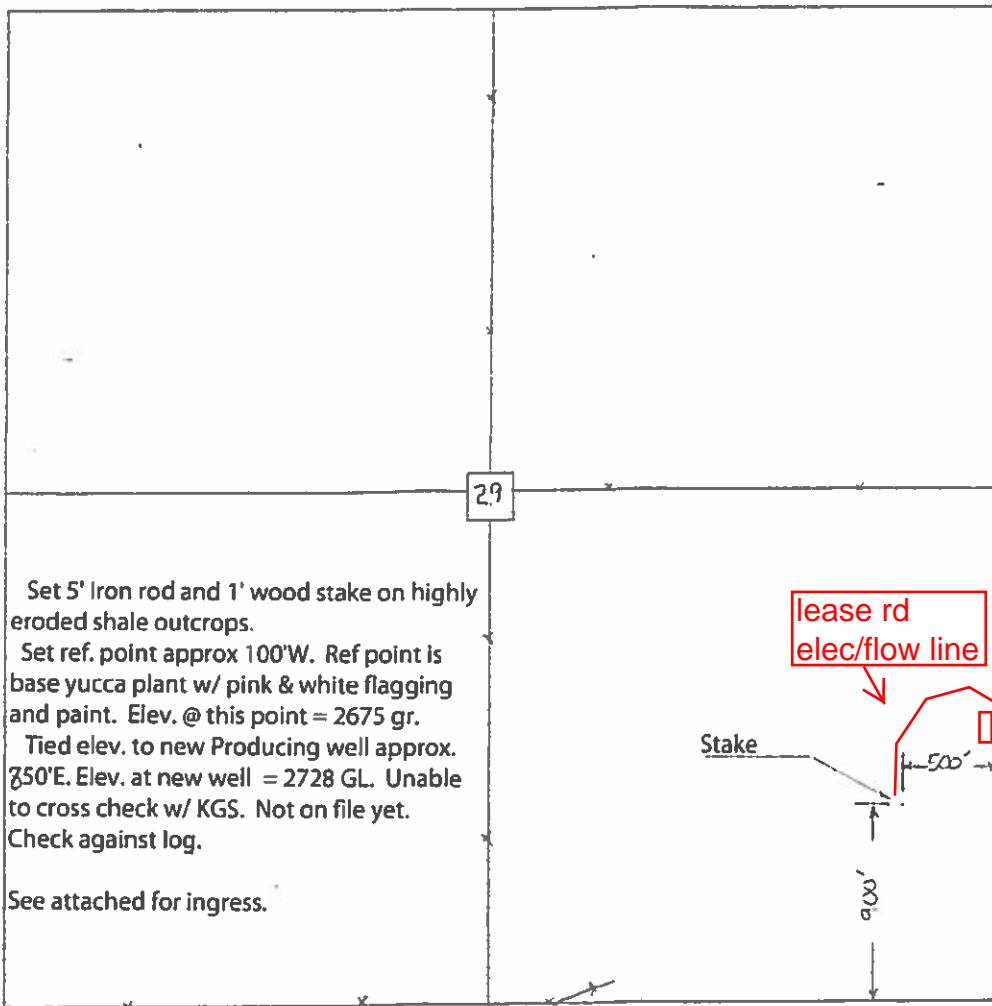 29
Set 5' Iron rod and 1' wood stake on highly
eroded shale outcrops.
Set ref. point approx 100'W. Ref point is
base yucca plant w/ pink & white flagging
and paint. Elev. @ this point = 2675 gr.
Tied elev. to new Producing well approx.
350'E. Elev. at new well = 2728 GL. Unable
to cross check w/ KGS. Not on file yet.
Check against log.
See attached for ingress.
lease rd
elec/flow line
Stake
500'
900'